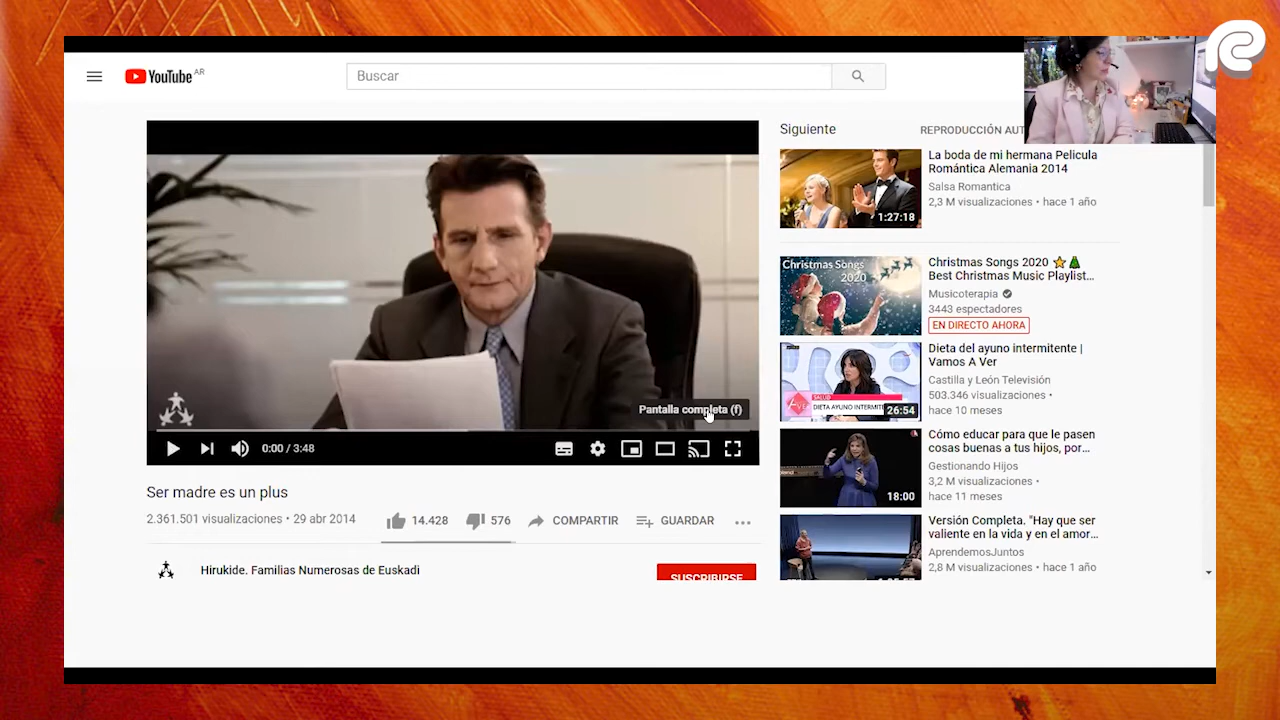 YouTube AR
Buscar
Pantalla completa (f)
0:00 / 3:48
Ser madre es un plus
2.361.501 visualizaciones • 29 abr 2014
14.428
576
COMPARTIR
GUARDAR
Hirukide. Familias Numerosas de Euskadi
SUSCRIBIRSE
Siguiente
REPRODUCCIÓN AUT
1:27:18
La boda de mi hermana Pelicula
Romántica Alemania 2014
Salsa Romantica
2,3 M visualizaciones • hace 1 año
Christmas Songs
2020
Christmas Songs 2020
Best Christmas Music Playlist...
Musicoterapia
3443 espectadores
EN DIRECTO AHORA
SALUD
DIETA AYUNO INTERMIT
26:54
Dieta del ayuno intermitente |
Vamos A Ver
Castilla y León Televisión
503.346 visualizaciones •
hace 10 meses
18:00
Cómo educar para que le pasen
cosas buenas a tus hijos, por...
Gestionando Hijos
3,2 M visualizaciones •
hace 11 meses
Versión Completa. "Hay que ser
valiente en la vida y en el amor...
AprendemosJuntos
2,8 M visualizaciones • hace 1 año